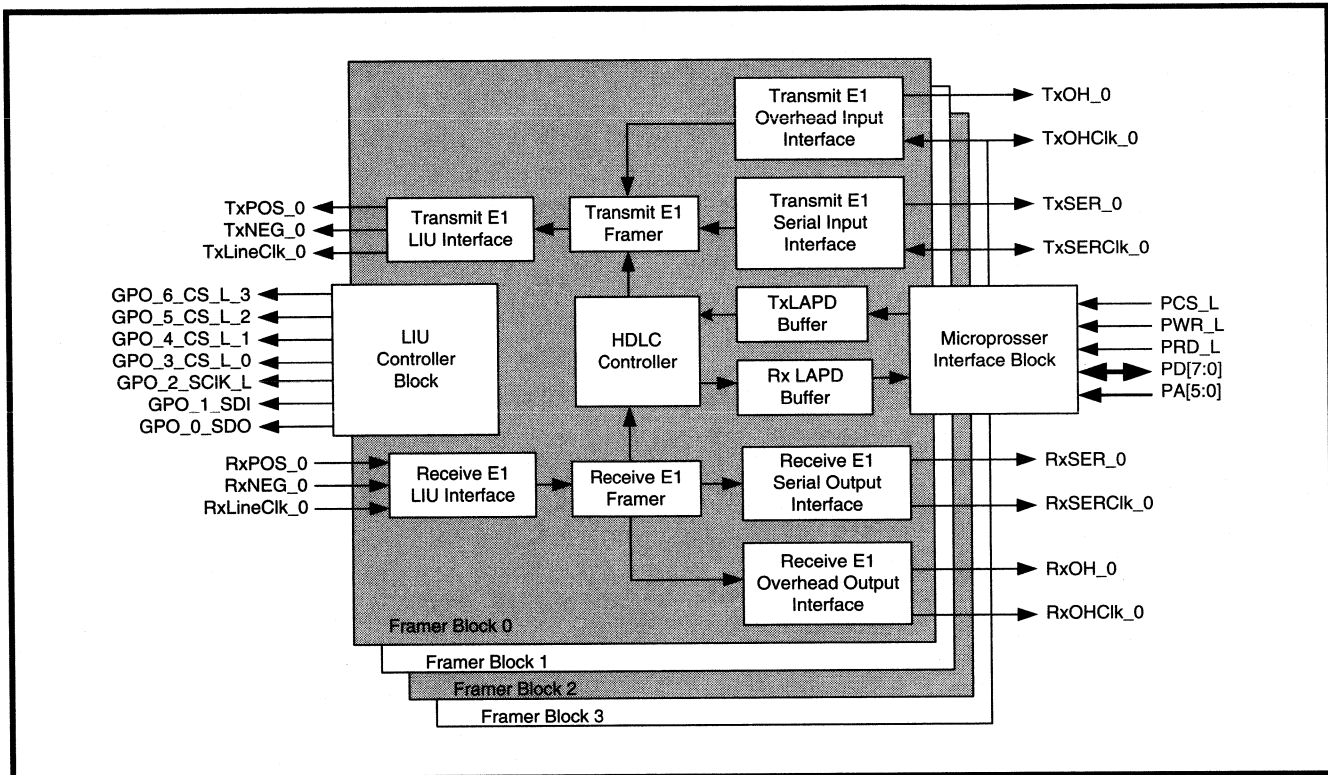 Transmit E1
Overhead Input
Interface
TxOH_0
TxOHClk_0
Transmit E1
Serial Input
Interface
TxSER_0
TxSERClk_0
TxPOS_0
TxNEG_0
TxLineClk_0
Transmit E1
LIU Interface
Transmit E1
Framer
GPO_6_CS_L_3
GPO_5_CS_L_2
GPO_4_CS_L_1
GPO_3_CS_L_0
GPO_2_SClK_L
GPO_1_SDI
GPO_0_SDO
LIU
Controller
Block
HDLC
Controller
TxLAPD
Buffer
Rx LAPD
Buffer
Microprosser
Interface Block
PCS_L
PWR_L
PRD_L
PD[7:0]
PA[5:0]
RxPOS_0
RxNEG_0
RxLineClk_0
Receive E1
LIU Interface
Receive E1
Framer
Receive E1
Serial Output
Interface
RxSER_0
RxSERClk_0
Receive E1
Overhead Output
Interface
RxOH_0
RxOHClk_0
Framer Block 0
Framer Block 1
Framer Block 2
Framer Block 3